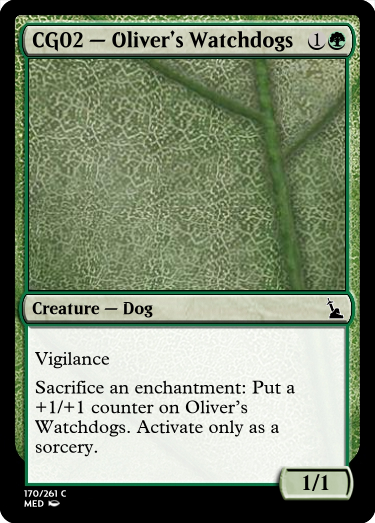 CG02 — Oliver's Watchdogs 1
Creature — Dog
Vigilance
Sacrifice an enchantment: Put a
+1/+1 counter on Oliver's
Watchdogs. Activate only as a
sorcery.
1/1
170/261 C
MED